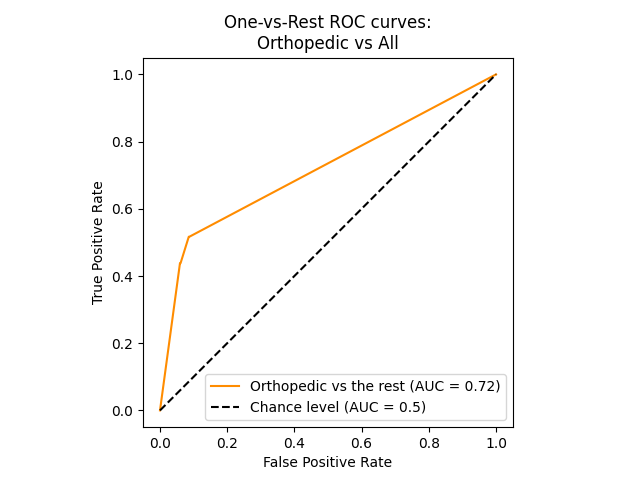 One-vs-Rest ROC curves:
Orthopedic vs All
1.0
0.8
0.6
0.4
0.2
0.0
True Positive Rate
Orthopedic vs the rest (AUC = 0.72)
Chance level (AUC = 0.5)
0.0 0.2 0.4 0.6 0.8 1.0
False Positive Rate